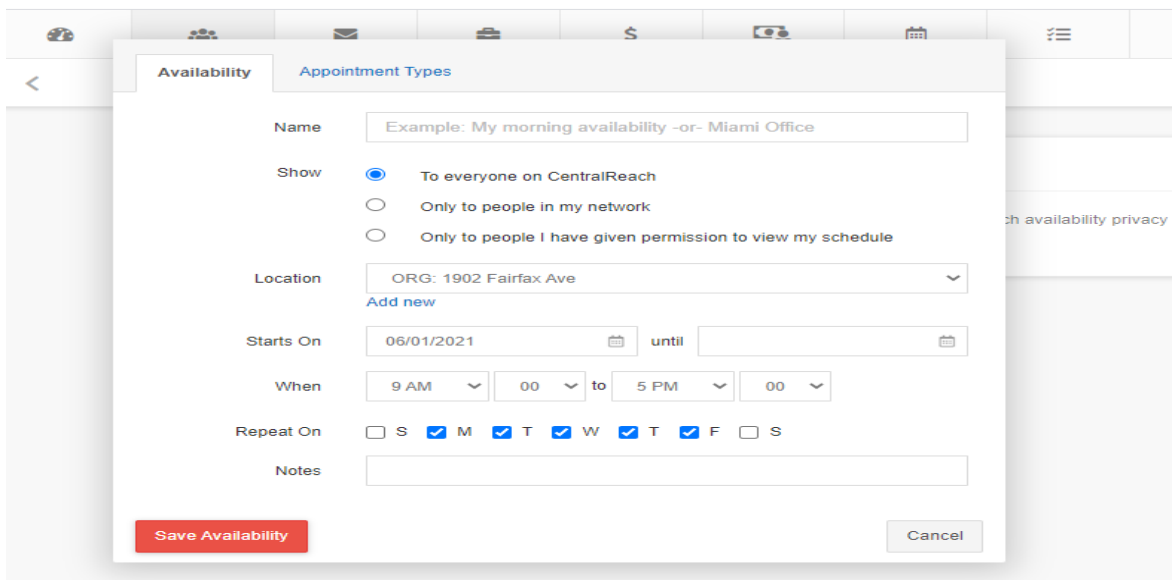 Availability Appointment Types
Name Example: My morning availability -or- Miami Office
Show To everyone on CentralReach
Only to people in my network
Only to people I have given permission to view my schedule
availability privacy
Location ORG: 1902 Fairfax Ave
Add new
Starts On 06/01/2021 until
When 9 AM 00 to 5 PM 00
Repeat On S M T W T F S
Notes
Save Availability Cancel